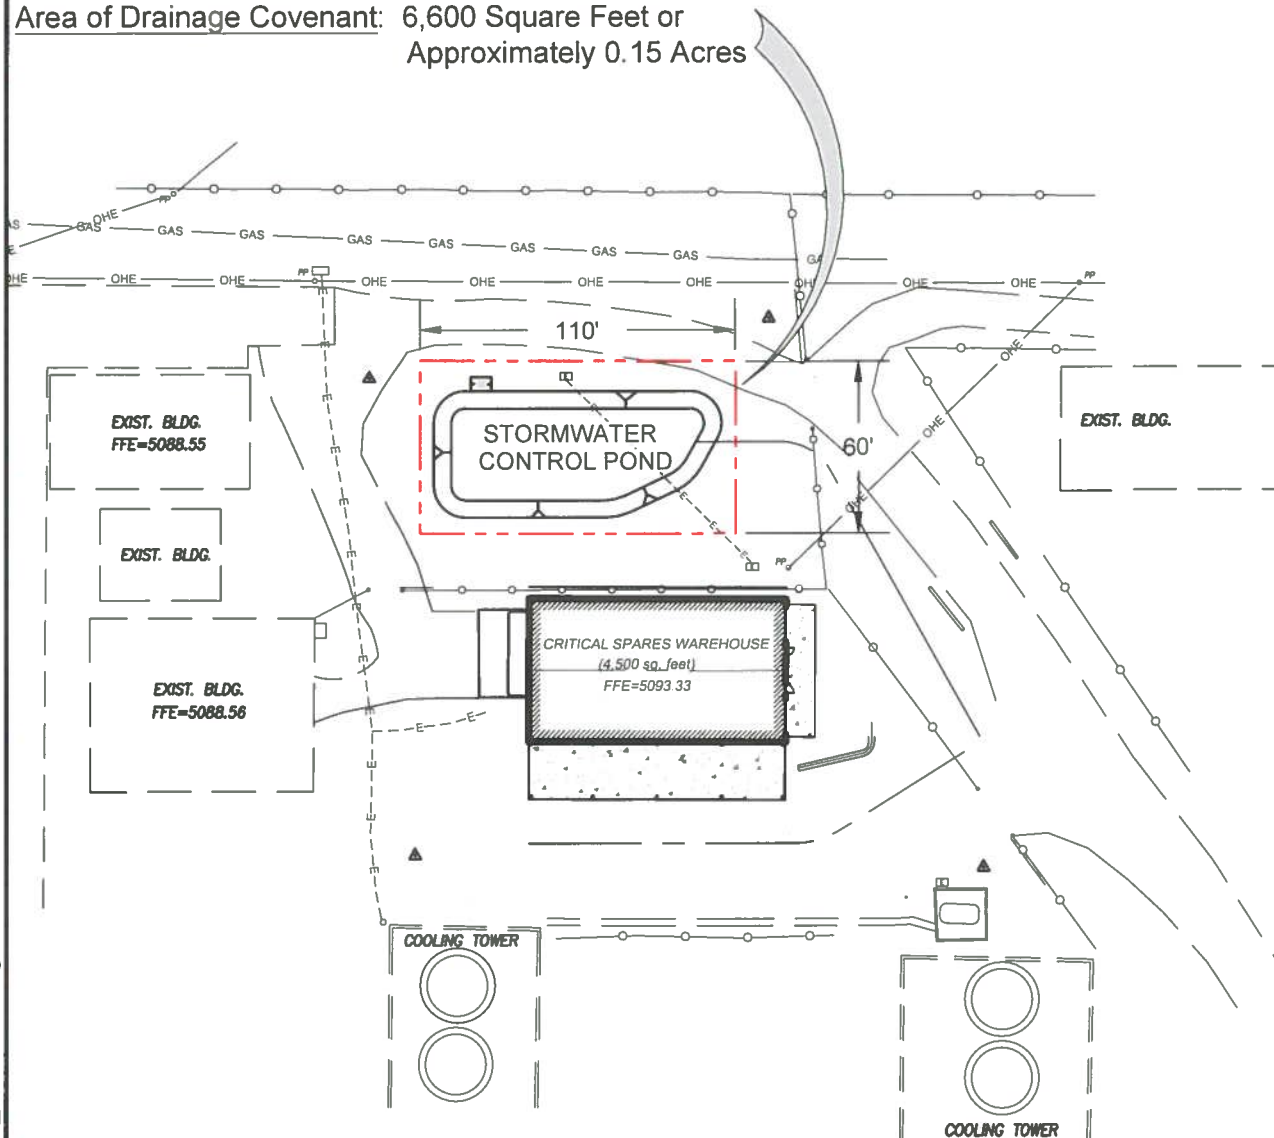 Area of Drainage Covenant: 6,600 Square Feet or
Approximately 0.15 Acres
PP
OHE
GAS GAS GAS GAS GAS GAS GAS GAS
PP
OHE OHE OHE OHE OHE OHE OHE OHE
PP
110'
OHE
E
EXIST. BLDG.
FFE=5088.55
STORMWATER
CONTROL POND
60'
OHE
EXIST. BLDG.
E
E
E
OHE
EXIST. BLDG.
E
PP
E
CRITICAL SPARES WAREHOUSE
(4,500 sq. feet)
FFE=5093.33
EXIST. BLDG.
FFE=5088.56
E E
E
E
E
E
COOLING TOWER
COOLING TOWER